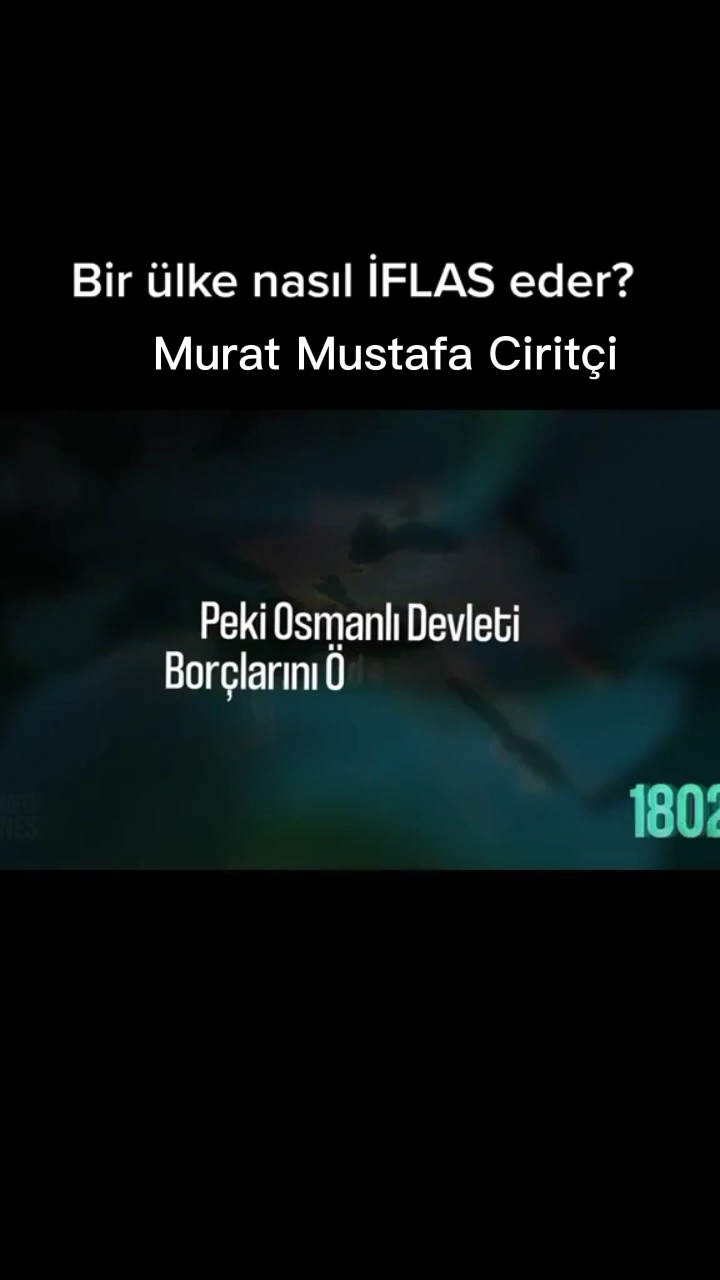 Bir ülke nasıl İFLAS eder?
Murat Mustafa Ciritçi
Peki Osmanlı Devleti
Borçlarını Ö
1802